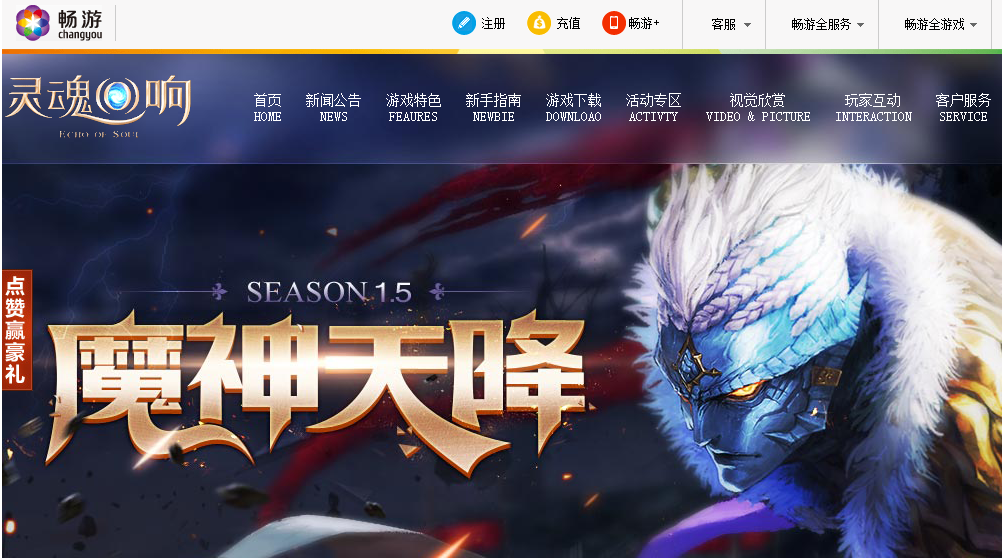 畅游
changyou
注册
充值
畅游+
客服
畅游全服务
畅游全游戏
灵魂回响
ECHO OF SOUL
首页
HOME
新闻公告
NEWS
游戏特色
FEAURES
新手指南
NEWBIE
游戏下载
DOWNLOAO
活动专区
ACTIVTY
视觉欣赏
VIDEO & PICTURE
玩家互动
INTERACTION
客户服务
SERVICE
点赞赢豪礼
SEASON 1.5
魔神天降